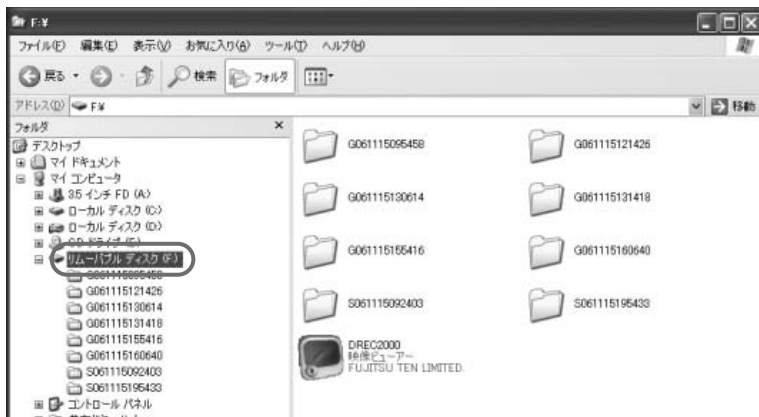 F:¥
ファイル(F) 編集(E) 表示(V) お気に入り(A) ツール(T) ヘルプ(H)
戻る 検索 フォルダ
アドレス(D) F¥ 移動
フォルダ ×
デスクトップ
マイ ドキュメント
マイ コンピュータ
3.5 インチ FD (A:)
ローカル ディスク (C:)
ローカル ディスク (D:)
CD ドライブ (E:)
リムーバブル ディスク (F:)
G061115095458
G061115121426
G061115130614
G061115131418
G061115155416
G061115160640
S061115092403
S061115195433
コントロール パネル
G061115095458 G061115121426
G061115130614 G061115131418
G061115155416 G061115160640
S061115092403 S061115195433
DREC2000
映像ビューアー
FUJITSU TEN LIMITED.